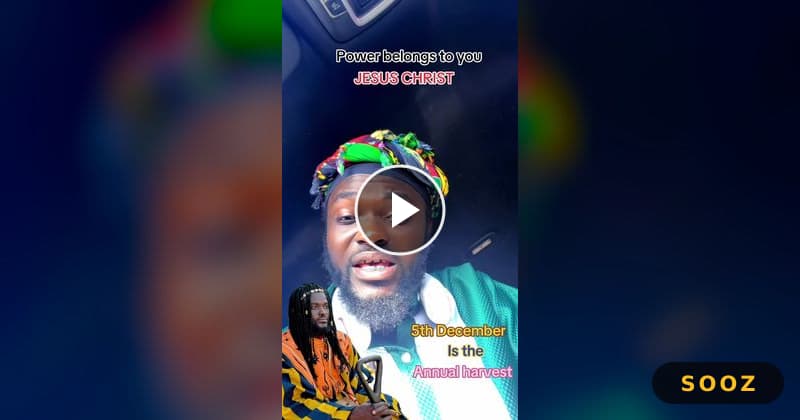 Power belongs to you
JESUS CHRIST
5th December
Is the
Annual harvest
SOOZ